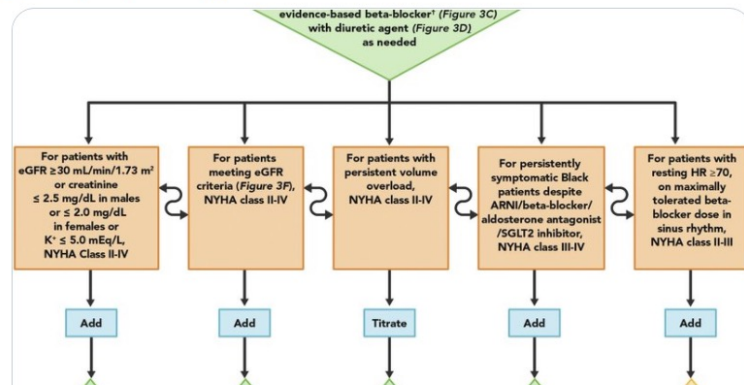 evidence-based beta-blocker† (Figure 3C)
with diuretic agent (Figure 3D)
as needed
For patients with
eGFR ≥30 mL/min/1.73 m²
or creatinine
≤ 2.5 mg/dL in males
or ≤ 2.0 mg/dL
in females or
K⁺ ≤ 5.0 mEq/L,
NYHA Class II-IV
For patients
meeting eGFR
criteria (Figure 3F),
NYHA class II-IV
For patients with
persistent volume
overload,
NYHA class II-IV
For persistently
symptomatic Black
patients despite
ARNI/beta-blocker/
aldosterone antagonist
/SGLT2 inhibitor,
NYHA class III-IV
For patients with
resting HR ≥70,
on maximally
tolerated beta-
blocker dose in
sinus rhythm,
NYHA class II-III
Add
Add
Titrate
Add
Add